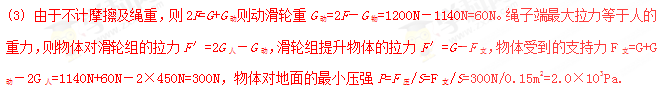 (3) 由于不计摩擦及绳重，则 2F=G+G动则动滑轮重 G动=2F－G动=1200N－1140N=60N。绳子端最大拉力等于人的
重力，则物体对滑轮组的拉力 F′=2G人－G动，滑轮组提升物体的拉力 F′=G－F支，物体受到的支持力 F支=G+G
动－2G人=1140N+60N－2×450N=300N，物体对地面的最小压强 P=F压/S=F支/S=300N/0.15m²=2.0×10³Pa.